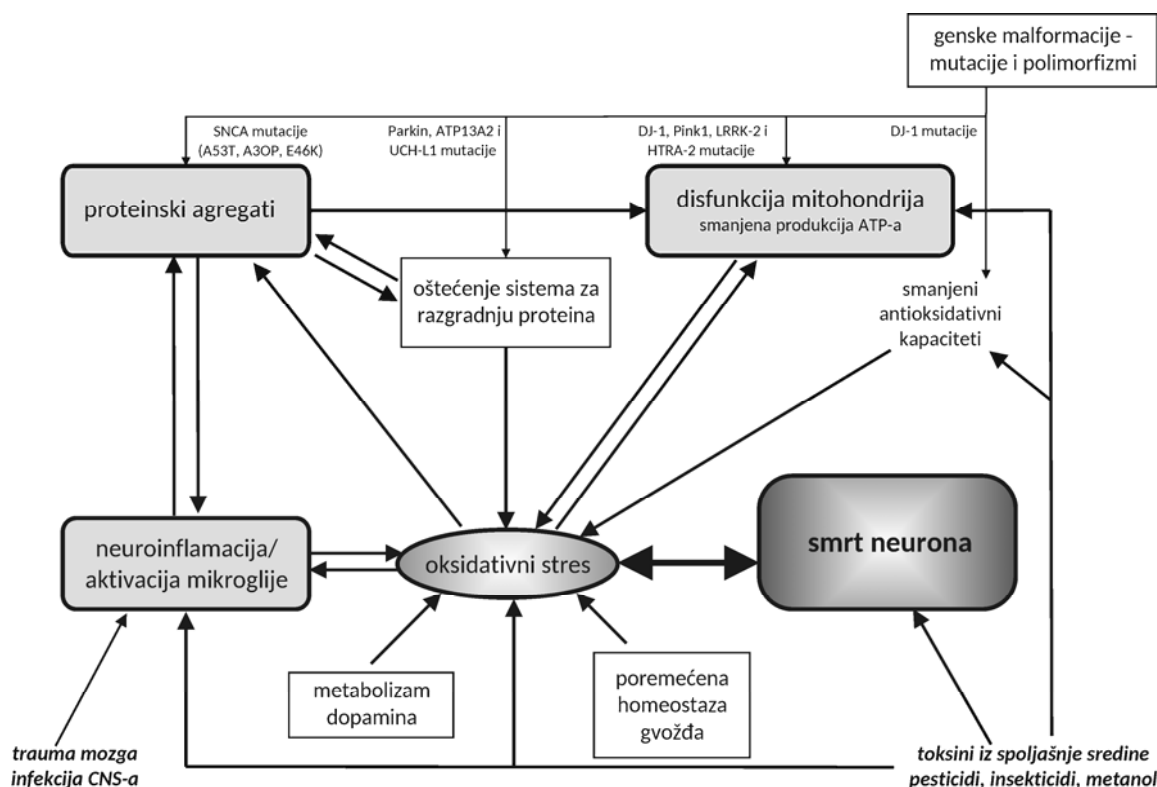 genske malformacije -
mutacije i polimorfizmi
SNCA mutacije
(A53T, A3OP, E46K)
Parkin, ATP13A2 i
UCH-L1 mutacije
DJ-1, Pink1, LRRK-2 i
HTRA-2 mutacije
DJ-1 mutacije
proteinski agregati
disfunkcija mitohondrija
smanjena produkcija ATP-a
oštećenje sistema za
razgradnju proteina
smanjeni
antioksidativni
kapaciteti
neuroinflamacija/
aktivacija mikroglije
oksidativni stres
smrt neurona
metabolizam
dopamina
poremećena
homeostaza
gvožđa
trauma mozga
infekcija CNS-a
toksini iz spoljašnje sredine
pesticidi, insekticidi, metanol